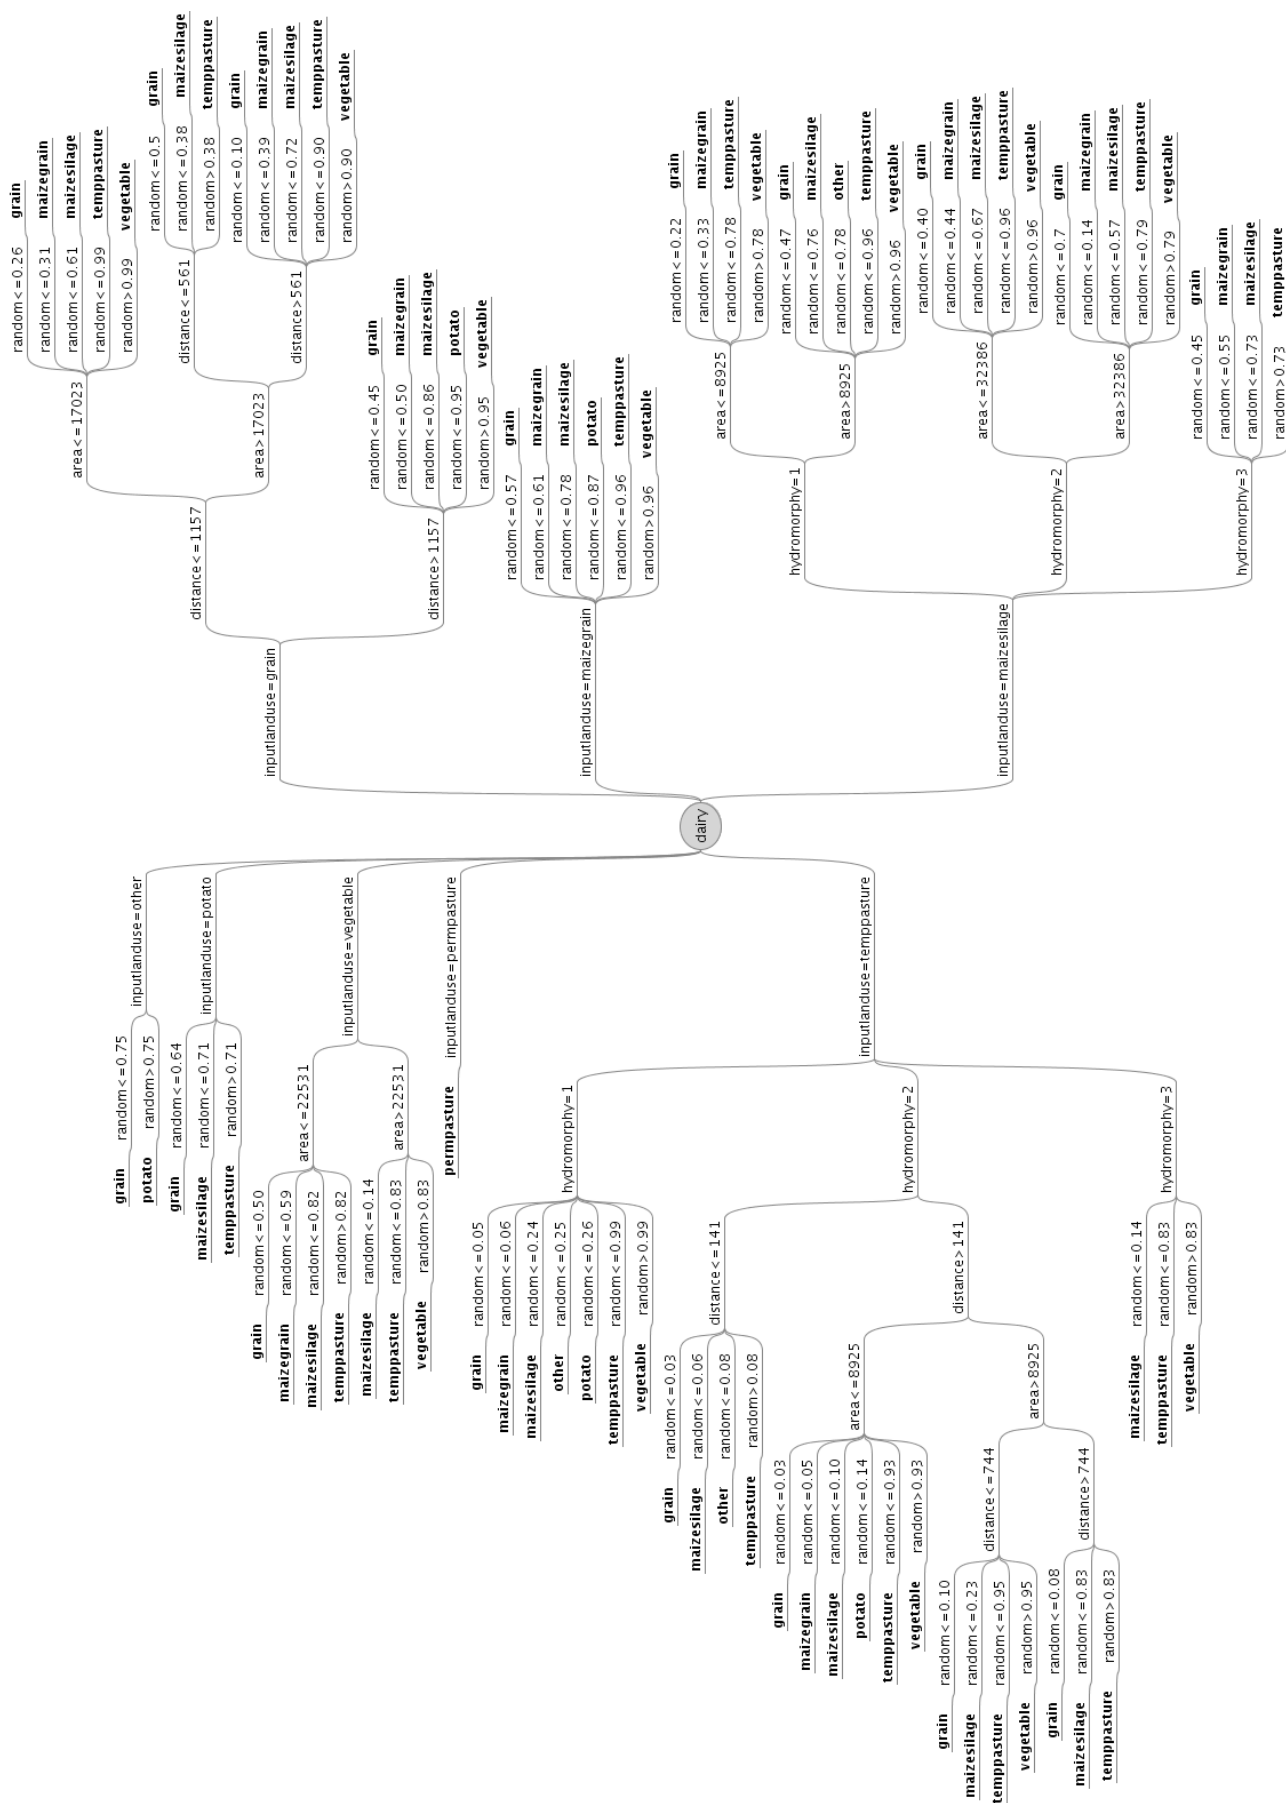 dairy
inputlanduse=grain
distance<=1157
area<=17023
random<=0.26 grain
random<=0.31 maizegrain
random<=0.61 maizesilage
random<=0.99 temppasture
random>0.99 vegetable
area>17023
distance<=561
random<=0.5 grain
random<=0.38 maizesilage
random>0.38 temppasture
distance>561
random<=0.10 grain
random<=0.39 maizegrain
random<=0.72 maizesilage
random<=0.90 temppasture
random>0.90 vegetable
distance>1157
random<=0.45 grain
random<=0.50 maizegrain
random<=0.86 maizesilage
random<=0.95 potato
random>0.95 vegetable
inputlanduse=maizegrain
random<=0.57 grain
random<=0.61 maizegrain
random<=0.78 maizesilage
random<=0.87 potato
random<=0.96 temppasture
random>0.96 vegetable
inputlanduse=maizesilage
hydromorphy=1
area<=8925
random<=0.22 grain
random<=0.33 maizegrain
random<=0.78 temppasture
random>0.78 vegetable
area>8925
random<=0.47 grain
random<=0.76 maizesilage
random<=0.78 other
random<=0.96 temppasture
random>0.96 vegetable
hydromorphy=2
area<=32386
random<=0.40 grain
random<=0.44 maizegrain
random<=0.67 maizesilage
random<=0.96 temppasture
random>0.96 vegetable
area>32386
random<=0.7 grain
random<=0.14 maizegrain
random<=0.57 maizesilage
random<=0.79 temppasture
random>0.79 vegetable
hydromorphy=3
random<=0.45 grain
random<=0.55 maizegrain
random<=0.73 maizesilage
random>0.73 temppasture
inputlanduse=other
random<=0.75 grain
random>0.75 potato
inputlanduse=potato
random<=0.64 grain
random<=0.71 maizesilage
random>0.71 temppasture
inputlanduse=vegetable
area<=22531
random<=0.50 grain
random<=0.59 maizegrain
random<=0.82 maizesilage
random>0.82 temppasture
area>22531
random<=0.14 maizesilage
random<=0.83 temppasture
random>0.83 vegetable
inputlanduse=permpasture
permpasture
inputlanduse=temppasture
hydromorphy=1
random<=0.05 grain
random<=0.06 maizegrain
random<=0.24 maizesilage
random<=0.25 other
random<=0.26 potato
random<=0.99 temppasture
random>0.99 vegetable
hydromorphy=2
distance<=141
random<=0.03 grain
random<=0.06 maizesilage
random<=0.08 other
random>0.08 temppasture
distance>141
area<=8925
random<=0.03 grain
random<=0.05 maizegrain
random<=0.10 maizesilage
random<=0.14 potato
random<=0.93 temppasture
random>0.93 vegetable
area>8925
distance<=744
random<=0.10 grain
random<=0.23 maizesilage
random<=0.95 temppasture
random>0.95 vegetable
distance>744
random<=0.08 grain
random<=0.83 maizesilage
random>0.83 temppasture
hydromorphy=3
random<=0.14 maizesilage
random<=0.83 temppasture
random>0.83 vegetable